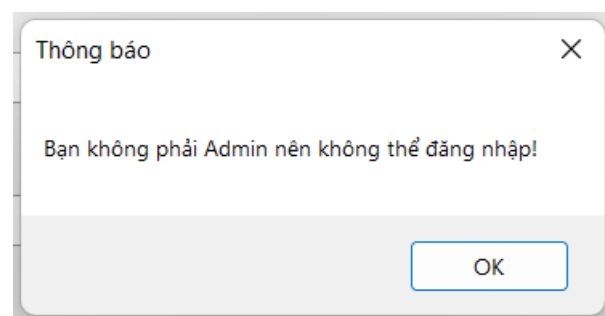 Thông báo
Bạn không phải Admin nên không thể đăng nhập!
OK